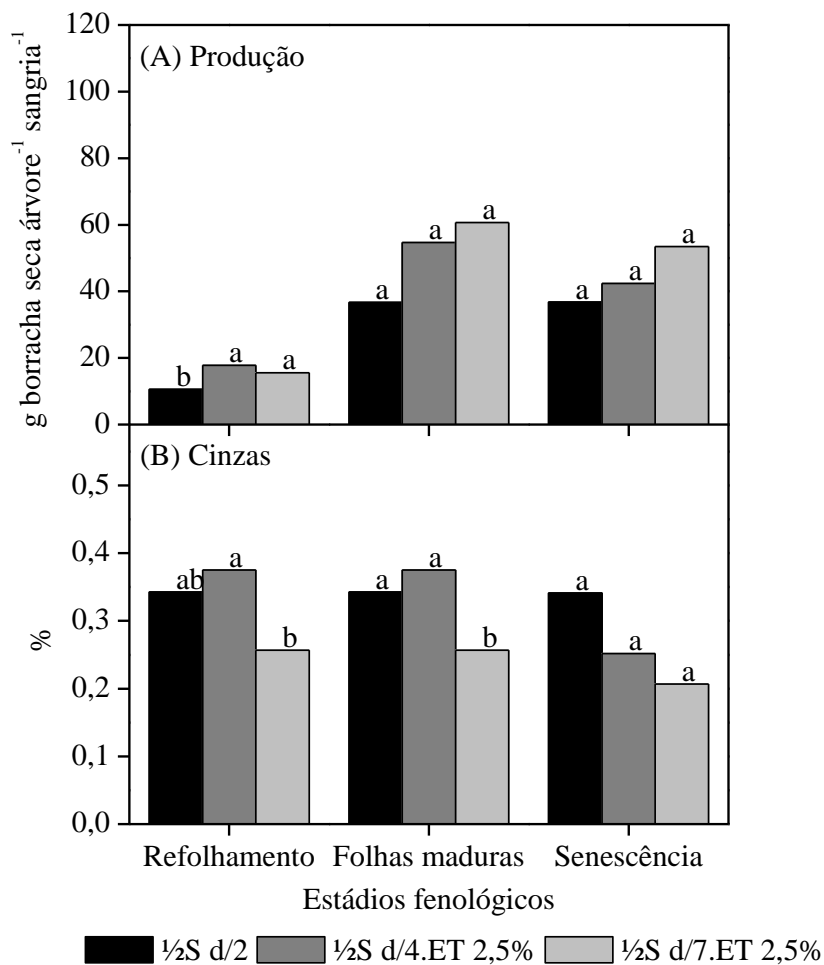 (A) Produção
g borracha seca árvore⁻¹ sangria⁻¹
120
100
80
60
40
20
0
b a a
a a a
a a a
(B) Cinzas
%
0,5
0,4
0,3
0,2
0,1
0,0
ab a b
a a b
a a a
Refolhamento Folhas maduras Senescência
Estádios fenológicos
½S d/2 ½S d/4.ET 2,5% ½S d/7.ET 2,5%